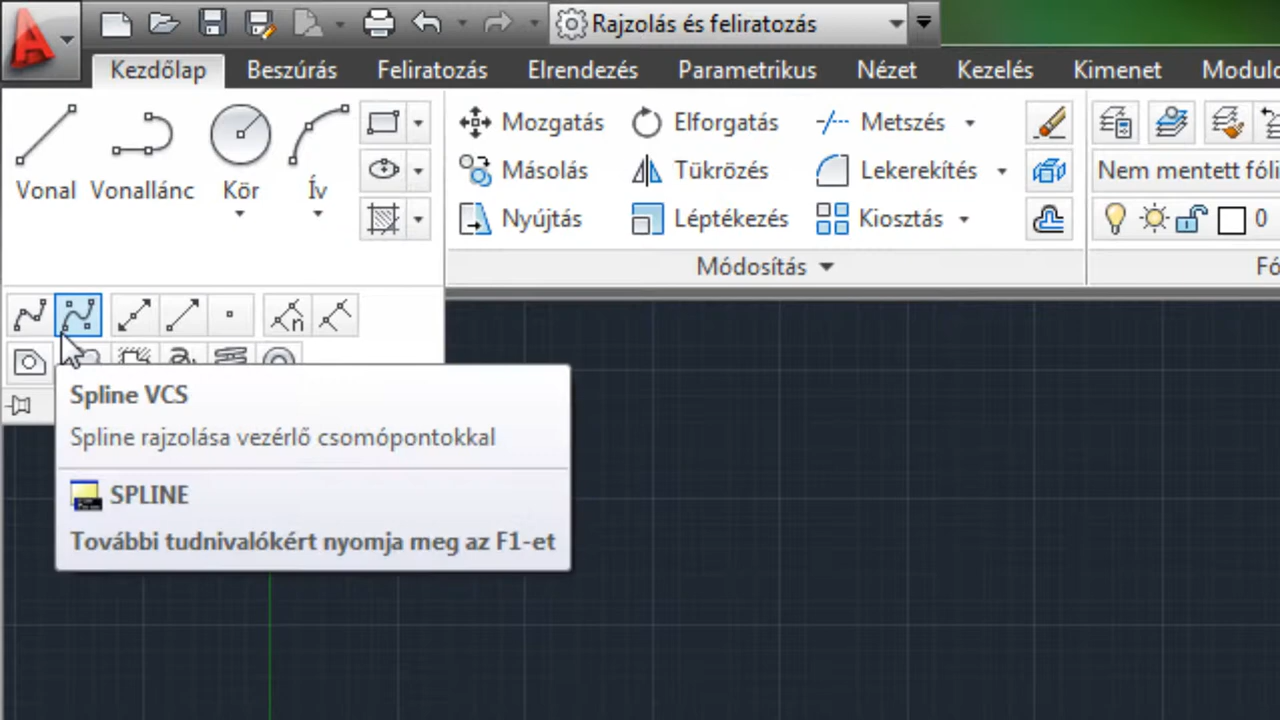 Rajzolás és feliratozás
Kezdőlap Beszúrás Feliratozás Elrendezés Parametrikus Nézet Kezelés Kimenet
Vonal Vonallánc Kör Ív
Mozgatás Elforgatás Metszés
Másolás Tükrözés Lekerekítés
Nyújtás Léptékezés Kiosztás
Módosítás
Nem mentett
0
Spline VCS
Spline rajzolása vezérlő csomópontokkal
SPLINE
További tudnivalókért nyomja meg az F1-et